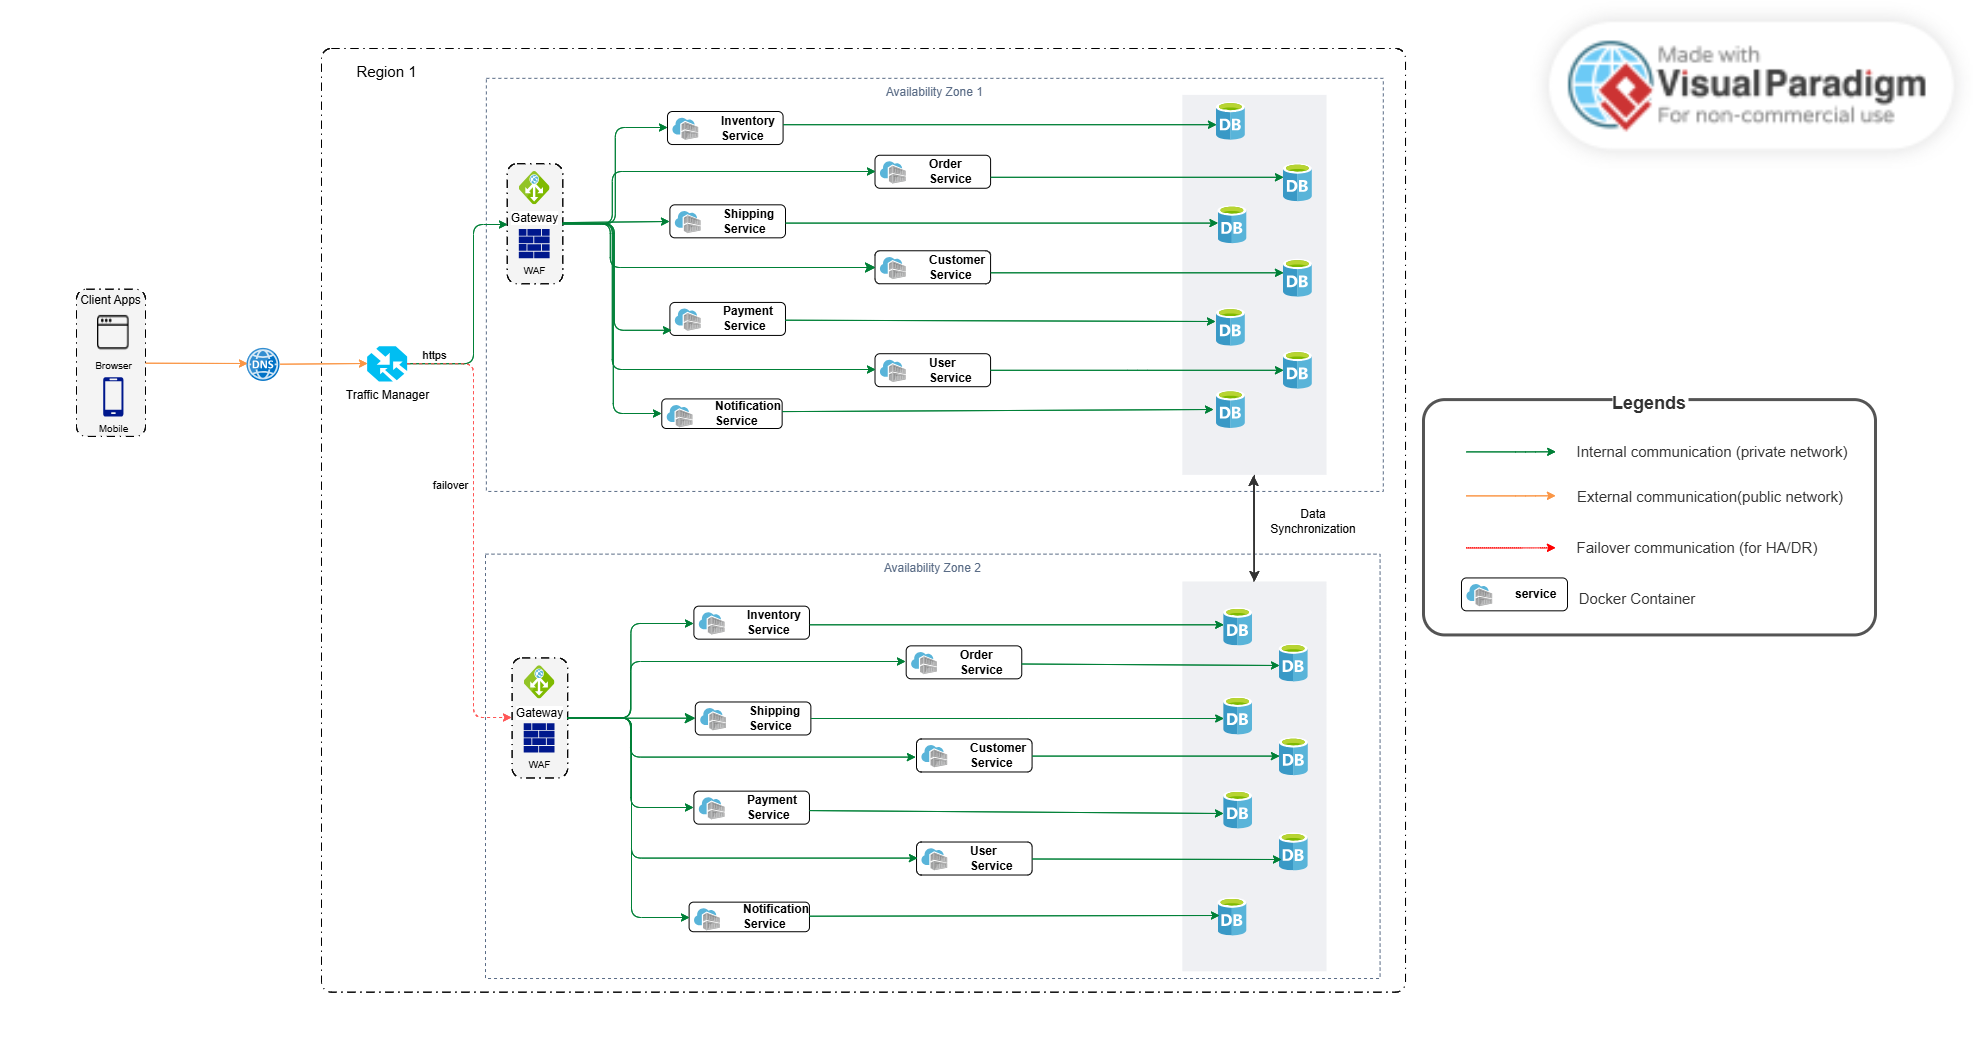 Made with
Visual Paradigm
For non-commercial use
Region 1
Availability Zone 1
Inventory
Service
DB
Order
Service
DB
Gateway
WAF
Shipping
Service
DB
Customer
Service
DB
Payment
Service
DB
User
Service
DB
Notification
Service
DB
Client Apps
Browser
Mobile
DNS
Traffic Manager
https
failover
Data
Synchronization
Availability Zone 2
Inventory
Service
DB
Order
Service
DB
Gateway
WAF
Shipping
Service
DB
Customer
Service
DB
Payment
Service
DB
User
Service
DB
Notification
Service
DB
Legends
Internal communication (private network)
External communication(public network)
Failover communication (for HA/DR)
service
Docker Container